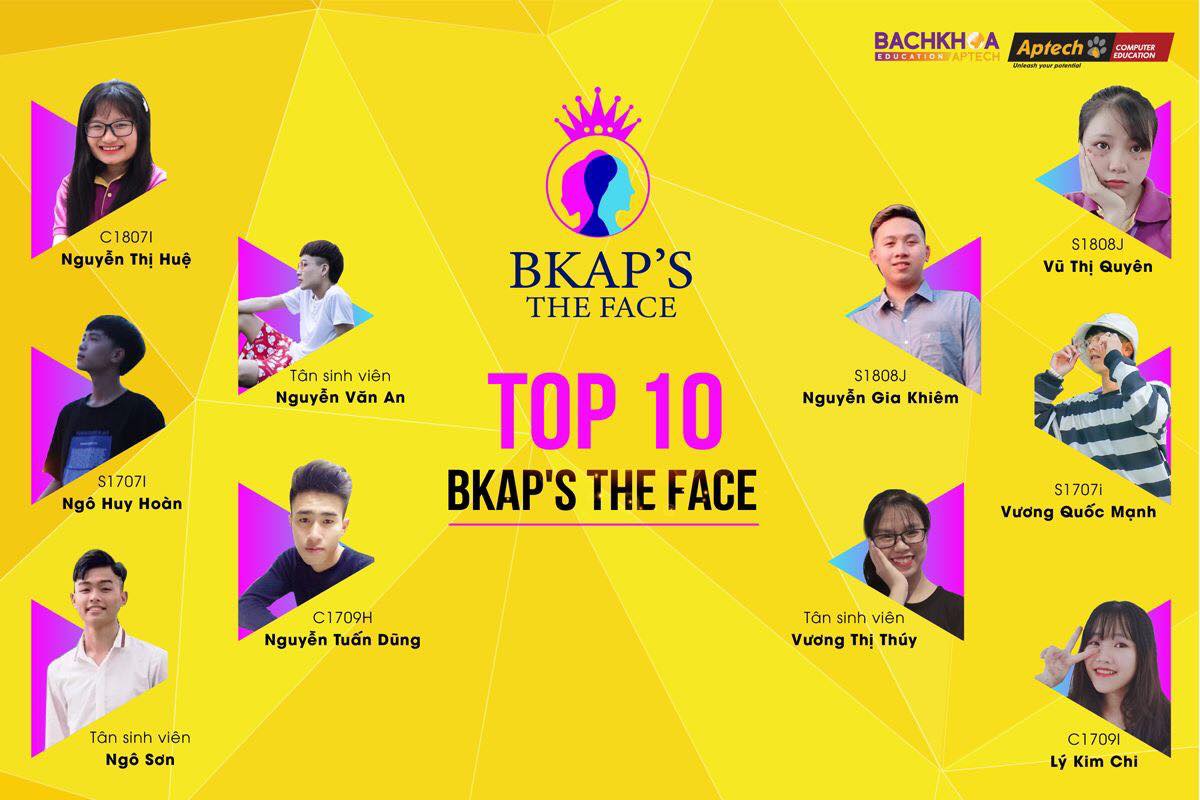 BACHKHOA
EDUCATION APTECH
Aptech
Unleash your potential
COMPUTER
EDUCATION
BKAP'S
THE FACE
TOP 10
BKAP'S THE FACE
C1807I
Nguyễn Thị Huệ
Tân sinh viên
Nguyễn Văn An
S1707I
Ngô Huy Hoàn
C1709H
Nguyễn Tuấn Dũng
Tân sinh viên
Ngô Sơn
S1808J
Vũ Thị Quyên
S1808J
Nguyễn Gia Khiêm
S1707i
Vương Quốc Mạnh
Tân sinh viên
Vương Thị Thúy
C1709I
Lý Kim Chi